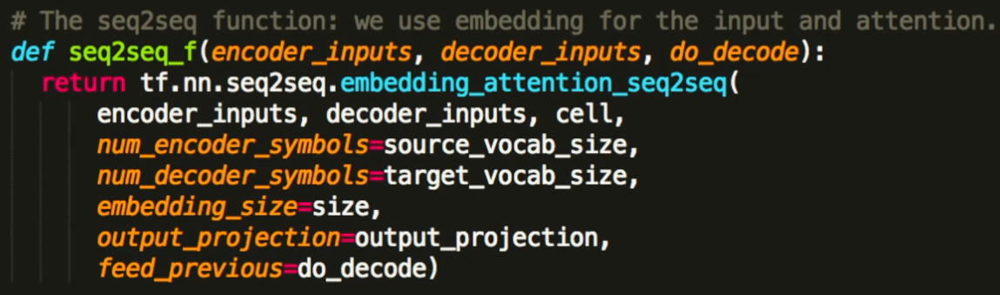 # The seq2seq function: we use embedding for the input and attention.
def seq2seq_f(encoder_inputs, decoder_inputs, do_decode):
  return tf.nn.seq2seq.embedding_attention_seq2seq(
      encoder_inputs, decoder_inputs, cell,
      num_encoder_symbols=source_vocab_size,
      num_decoder_symbols=target_vocab_size,
      embedding_size=size,
      output_projection=output_projection,
      feed_previous=do_decode)